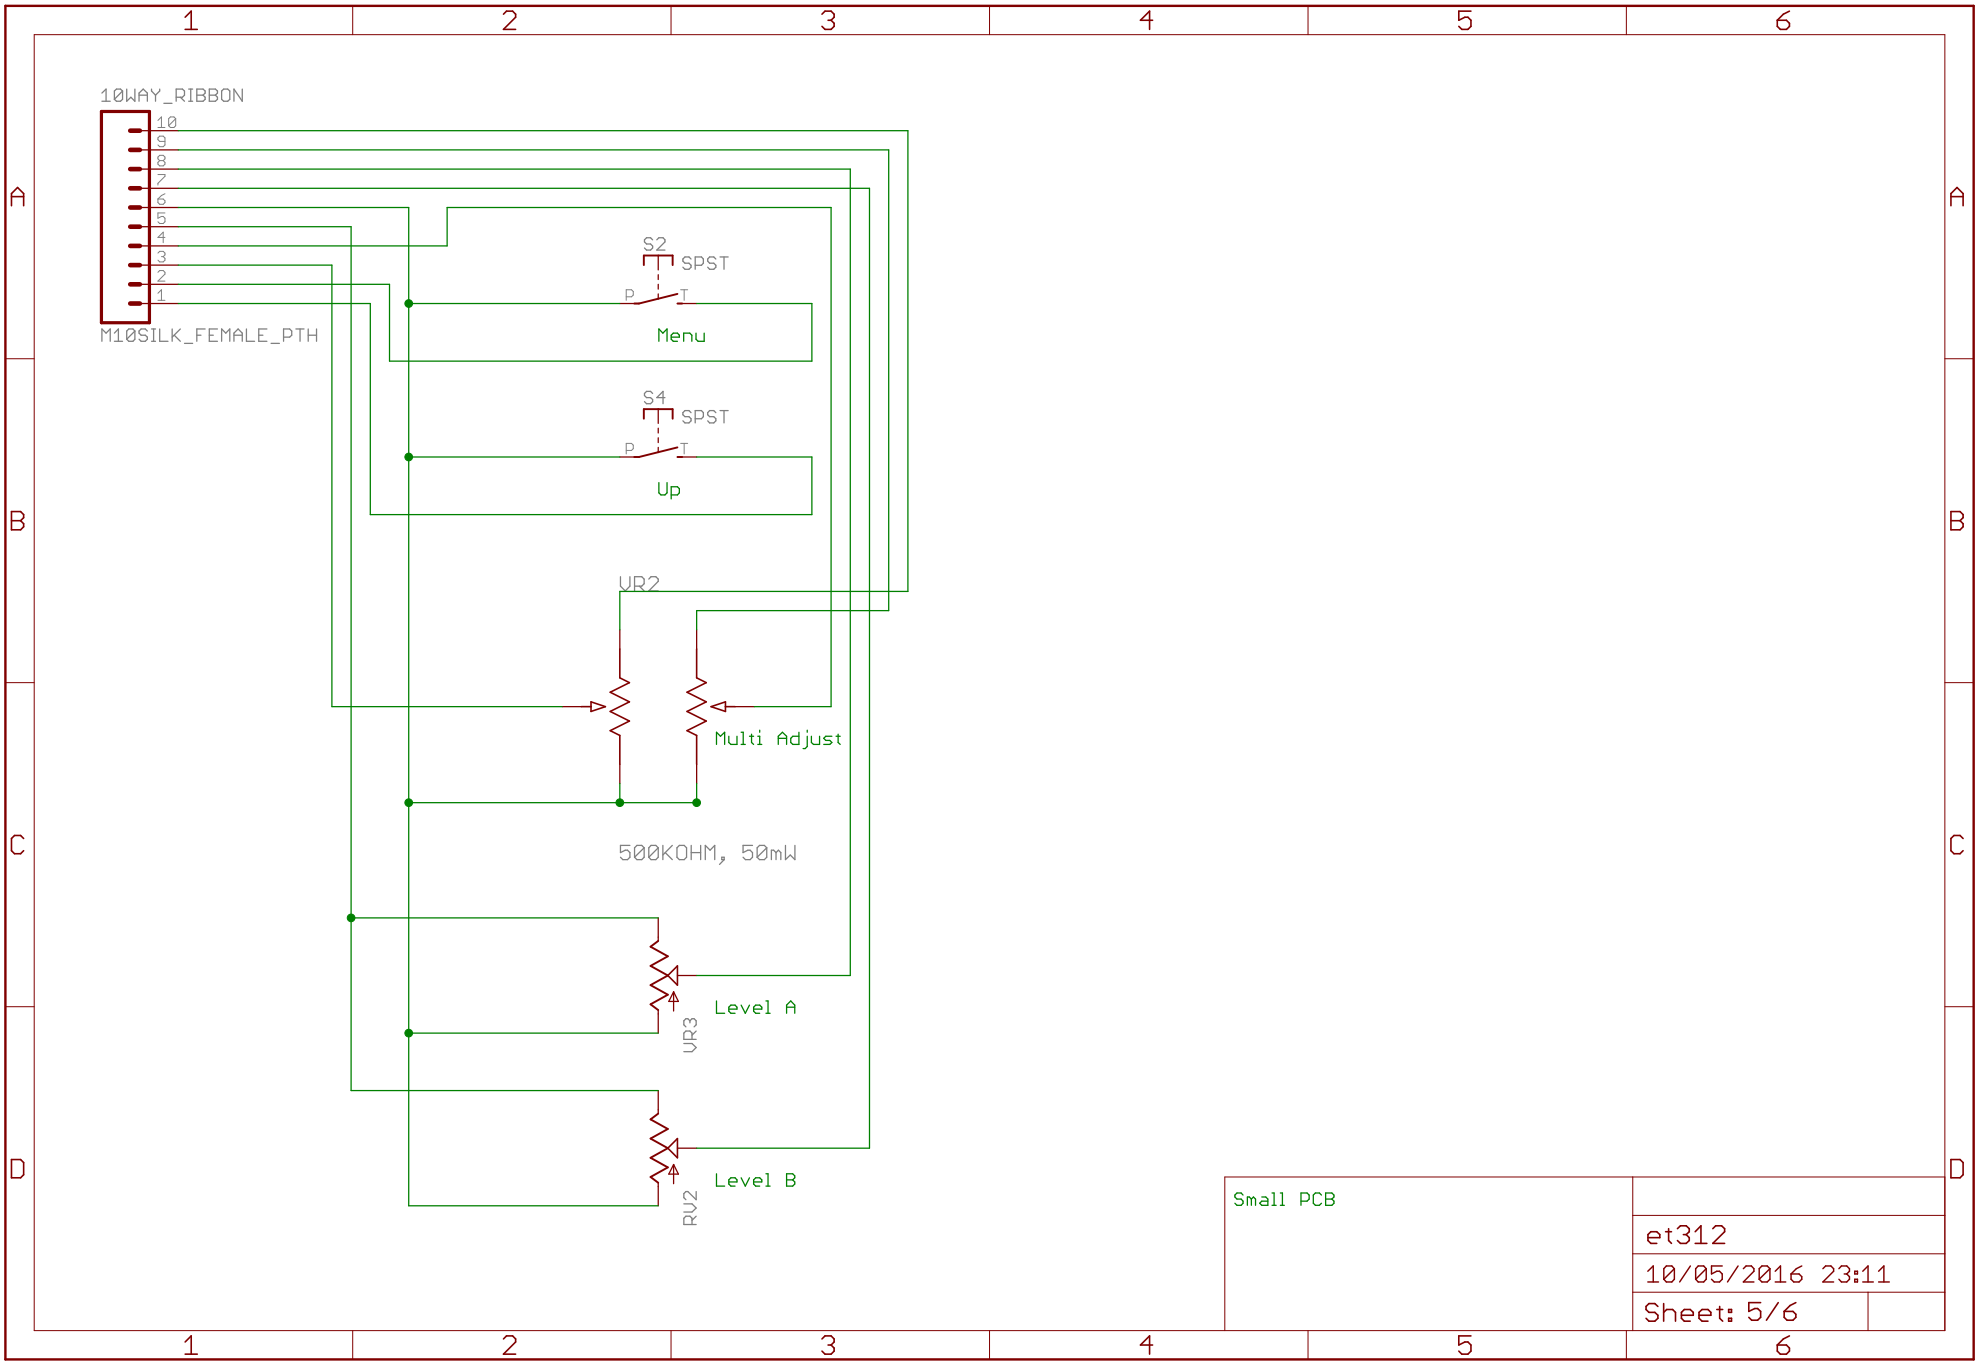 1 2 3 4 5 6
10WAY_RIBBON
10
9
8
7
6
5
4
3
2
1
M10SILK_FEMALE_PTH
A A
S2
SPST
P T
Menu
S4
SPST
P T
Up
B B
VR2
Multi Adjust
500KOHM, 50mW
C C
Level A
VR3
Level B
RV2
D D
Small PCB
et312
10/05/2016 23:11
Sheet: 5/6
1 2 3 4 5 6